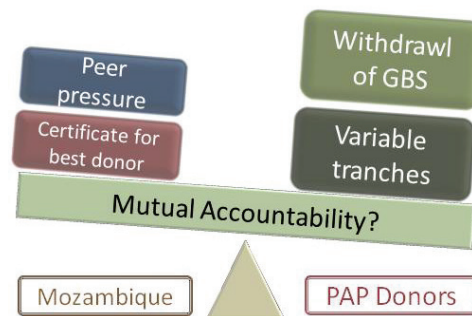 Peer
pressure
Certificate for
best donor
Withdrawl
of GBS
Variable
tranches
Mutual Accountability?
Mozambique
PAP Donors